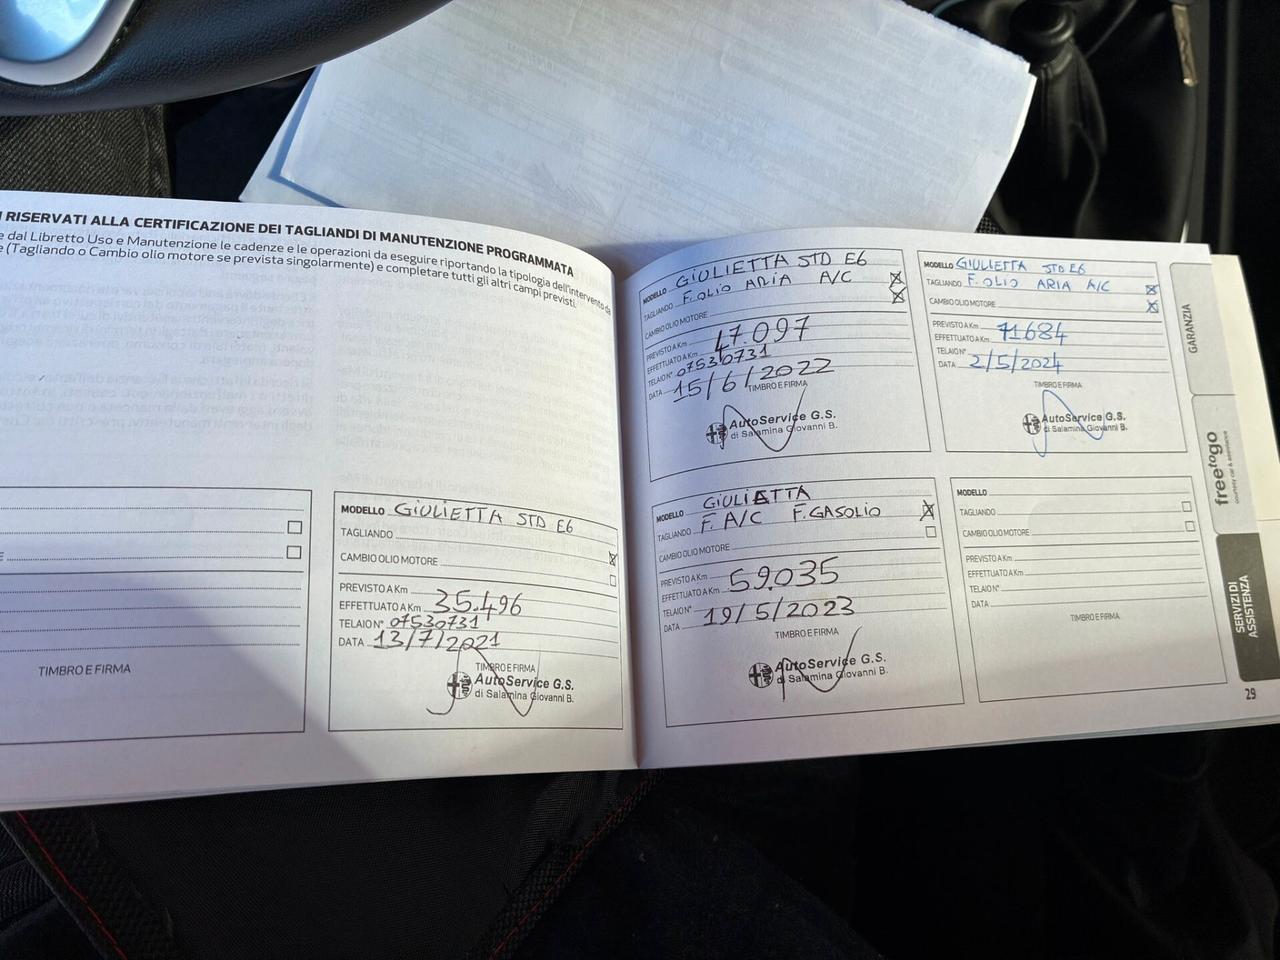 I RISERVATI ALLA CERTIFICAZIONE DEI TAGLIANDI DI MANUTENZIONE PROGRAMMATA
e dal Libretto Uso e Manutenzione le cadenze e le operazioni da eseguire riportando la tipologia dell'intervento da
e (Tagliando o Cambio olio motore se prevista singolarmente) e completare tutti gli altri campi previsti.
TIMBRO E FIRMA
MODELLO GIULIETTA STD E6
TAGLIANDO
CAMBIO OLIO MOTORE
PREVISTO A Km
EFFETTUATO A Km 35.496
TELAIO N° 07530731
DATA 13/7/2021
TIMBRO E FIRMA
AutoService G.S.
di Salamina Giovanni B.
MODELLO GIULIETTA STD E6
TAGLIANDO F. OLIO ARIA A/C
CAMBIO OLIO MOTORE
PREVISTO A Km
EFFETTUATO A Km 47.097
TELAIO N° 07530731
DATA 15/6/2022
TIMBRO E FIRMA
AutoService G.S.
di Salamina Giovanni B.
MODELLO GIULIETTA STD E6
TAGLIANDO F. OLIO ARIA A/C
CAMBIO OLIO MOTORE
PREVISTO A Km
EFFETTUATO A Km 71684
TELAIO N°
DATA 2/5/2024
TIMBRO E FIRMA
AutoService G.S.
di Salamina Giovanni B.
MODELLO GIULIETTA
TAGLIANDO F. A/C F. GASOLIO
CAMBIO OLIO MOTORE
PREVISTO A Km
EFFETTUATO A Km 59.035
TELAIO N°
DATA 19/5/2023
TIMBRO E FIRMA
AutoService G.S.
di Salamina Giovanni B.
MODELLO
TAGLIANDO
CAMBIO OLIO MOTORE
PREVISTO A Km
EFFETTUATO A Km
TELAIO N°
DATA
TIMBRO E FIRMA
GARANZIA
freetogo
SERVIZI DI
ASSISTENZA
29